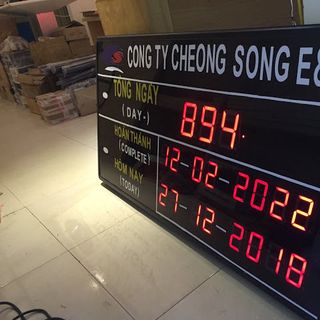 CONG TY CHEONG SONG E&
TỔNG NGÀY
(DAY-)
894
HOÀN THÀNH
(COMPLETE)
12-02-2022
HÔM NAY
(TODAY)
27-12-2018